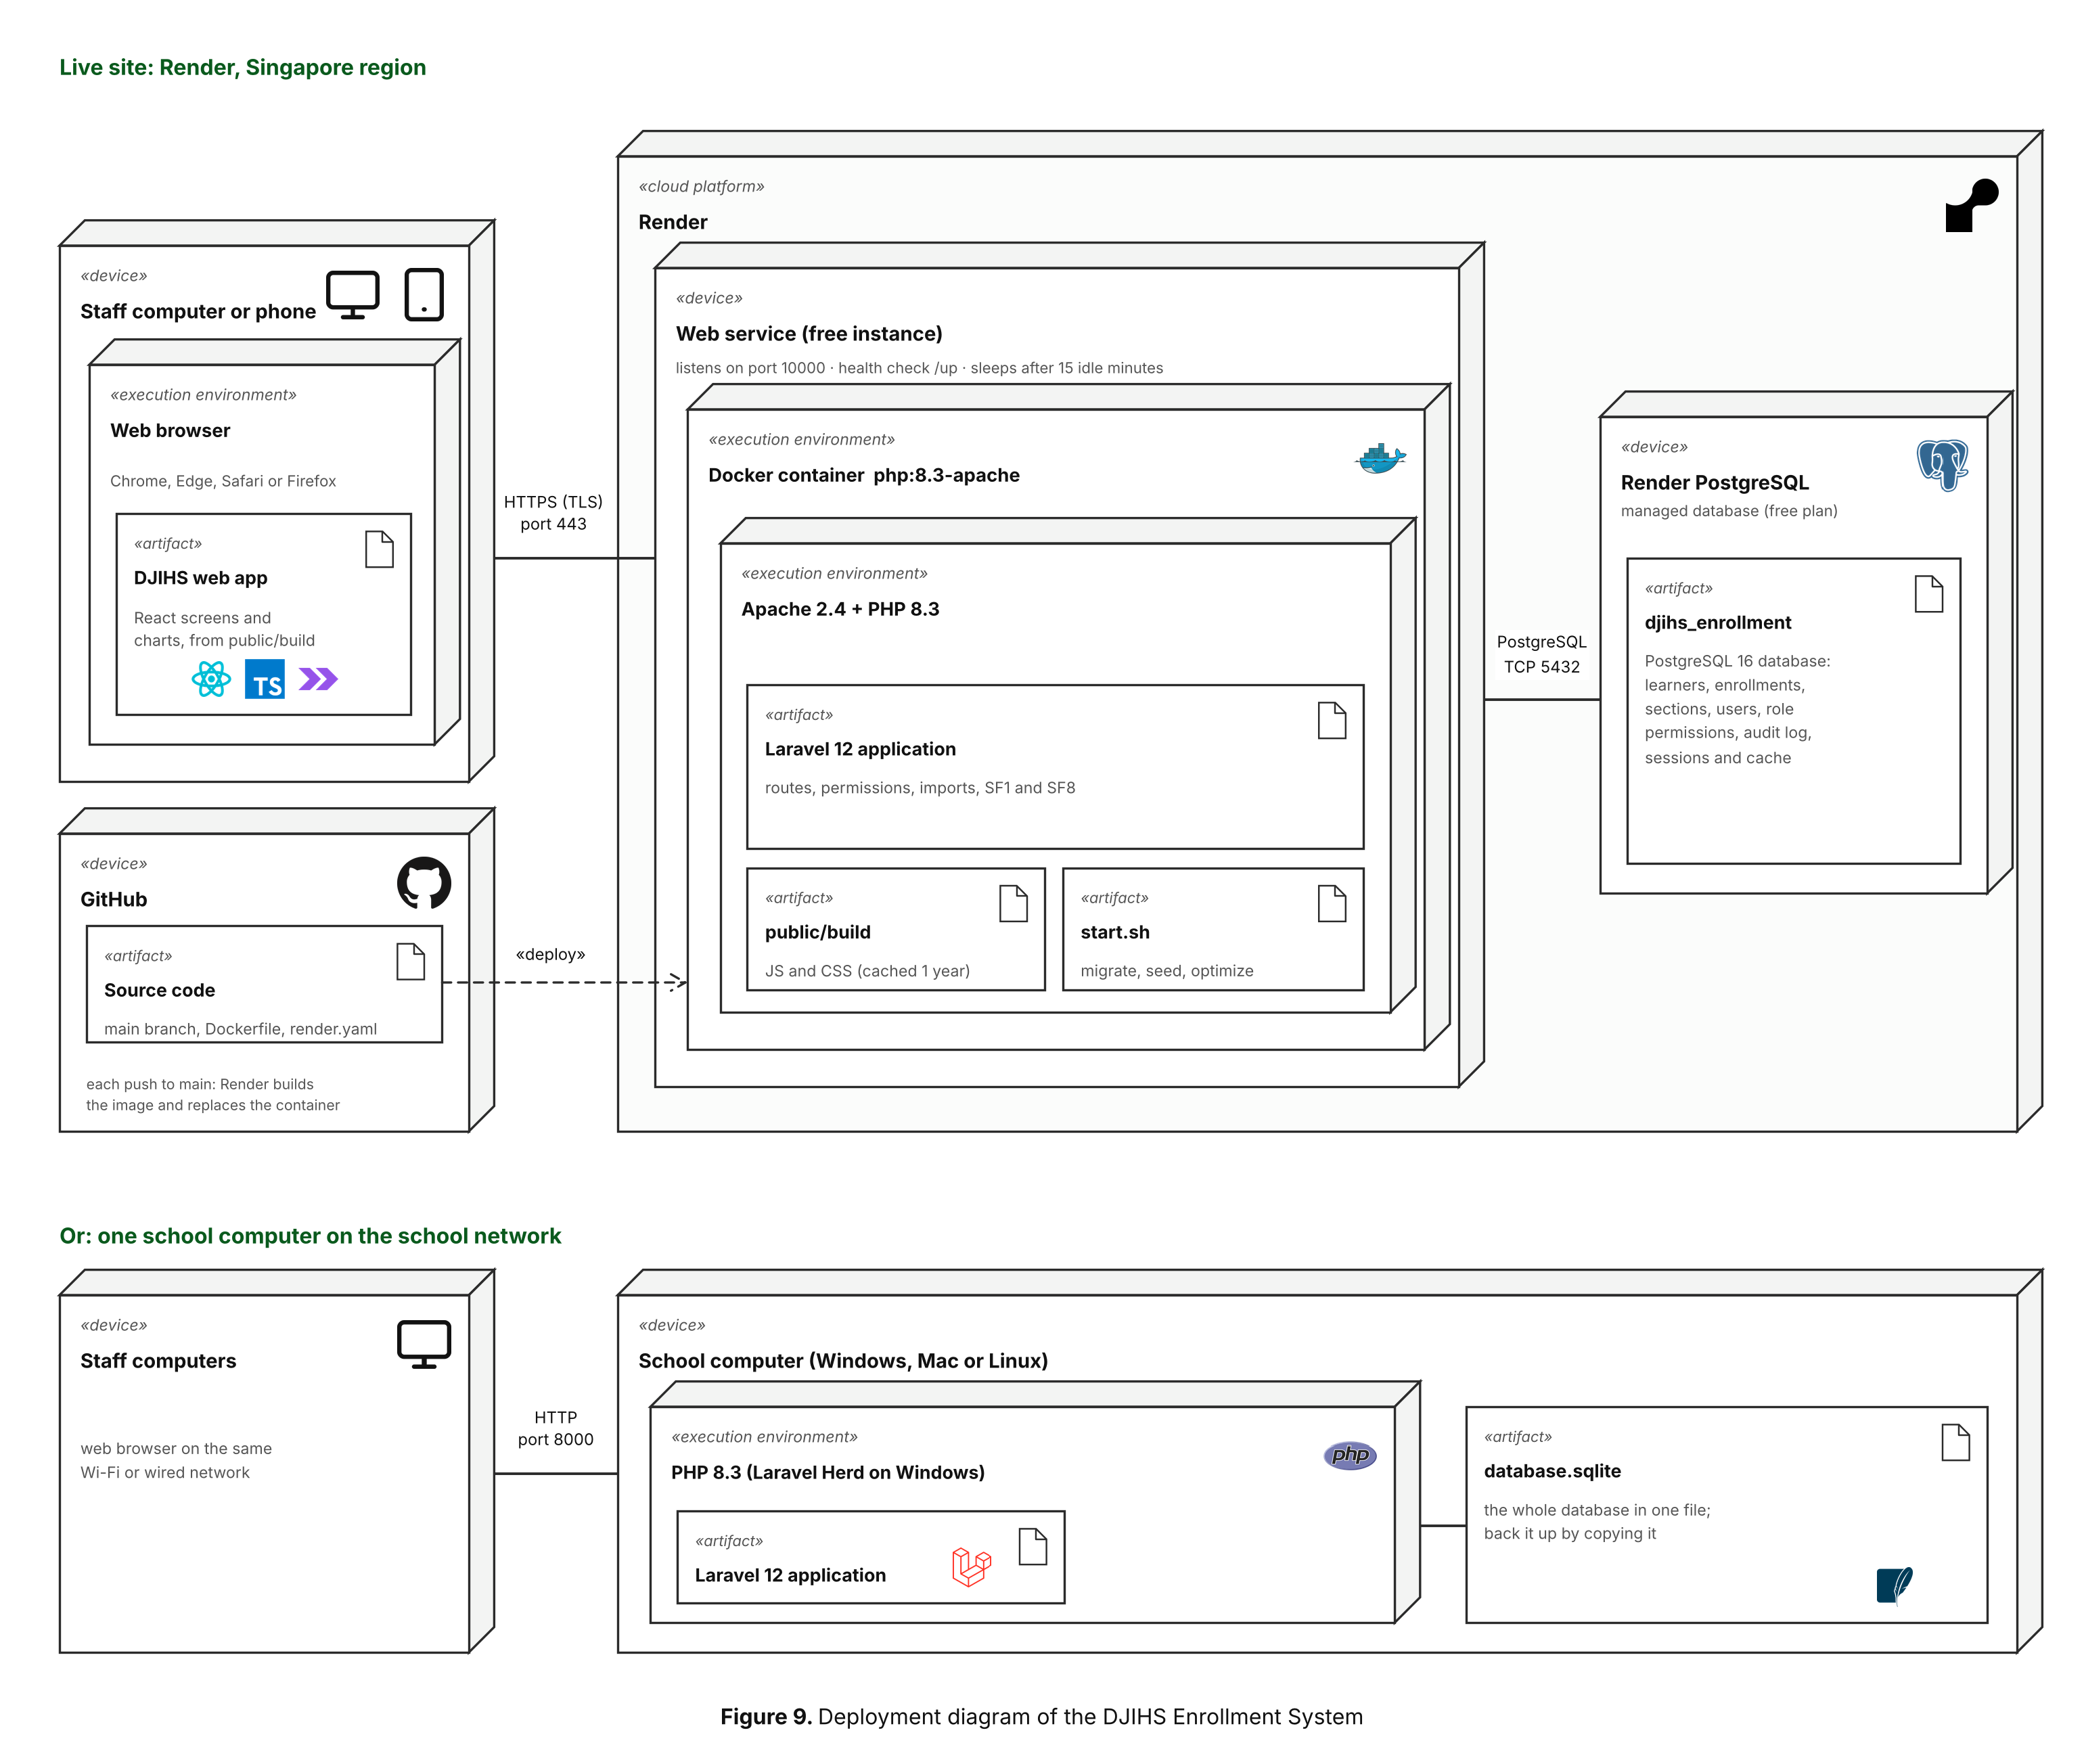 Live site: Render, Singapore region
«cloud platform»
Render
«device»
Staff computer or phone
«execution environment»
Web browser
Chrome, Edge, Safari or Firefox
«artifact»
DJIHS web app
React screens and
charts, from public/build
TS
HTTPS (TLS)
port 443
«device»
Web service (free instance)
listens on port 10000 · health check /up · sleeps after 15 idle minutes
«execution environment»
Docker container php:8.3-apache
«execution environment»
Apache 2.4 + PHP 8.3
«artifact»
Laravel 12 application
routes, permissions, imports, SF1 and SF8
«artifact»
public/build
JS and CSS (cached 1 year)
«artifact»
start.sh
migrate, seed, optimize
PostgreSQL
TCP 5432
«device»
Render PostgreSQL
managed database (free plan)
«artifact»
djihs_enrollment
PostgreSQL 16 database:
learners, enrollments,
sections, users, role
permissions, audit log,
sessions and cache
«device»
GitHub
«artifact»
Source code
main branch, Dockerfile, render.yaml
each push to main: Render builds
the image and replaces the container
«deploy»
Or: one school computer on the school network
«device»
Staff computers
web browser on the same
Wi-Fi or wired network
HTTP
port 8000
«device»
School computer (Windows, Mac or Linux)
«execution environment»
PHP 8.3 (Laravel Herd on Windows)
php
«artifact»
Laravel 12 application
«artifact»
database.sqlite
the whole database in one file;
back it up by copying it
Figure 9. Deployment diagram of the DJIHS Enrollment System